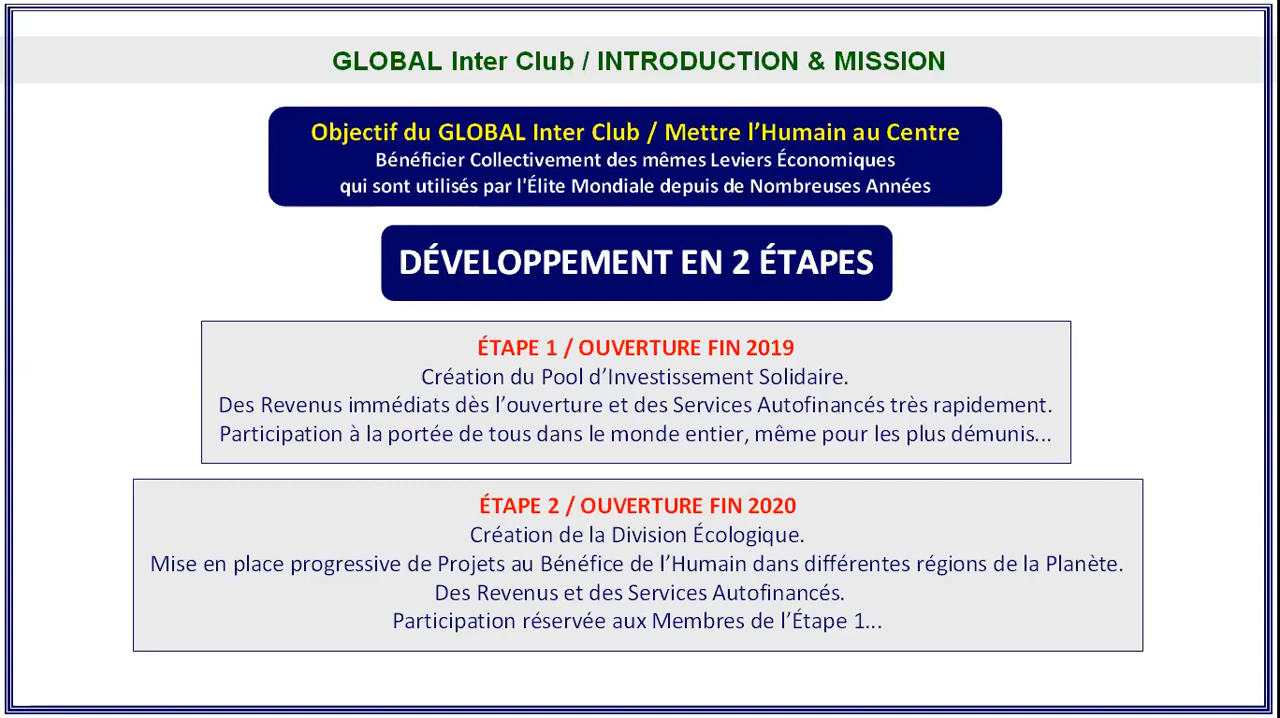 GLOBAL Inter Club / INTRODUCTION & MISSION
Objectif du GLOBAL Inter Club / Mettre l’Humain au Centre
Bénéficier Collectivement des mêmes Leviers Économiques
qui sont utilisés par l'Élite Mondiale depuis de Nombreuses Années
DÉVELOPPEMENT EN 2 ÉTAPES
ÉTAPE 1 / OUVERTURE FIN 2019
Création du Pool d’Investissement Solidaire.
Des Revenus immédiats dès l’ouverture et des Services Autofinancés très rapidement.
Participation à la portée de tous dans le monde entier, même pour les plus démunis...
ÉTAPE 2 / OUVERTURE FIN 2020
Création de la Division Écologique.
Mise en place progressive de Projets au Bénéfice de l’Humain dans différentes régions de la Planète.
Des Revenus et des Services Autofinancés.
Participation réservée aux Membres de l’Étape 1...